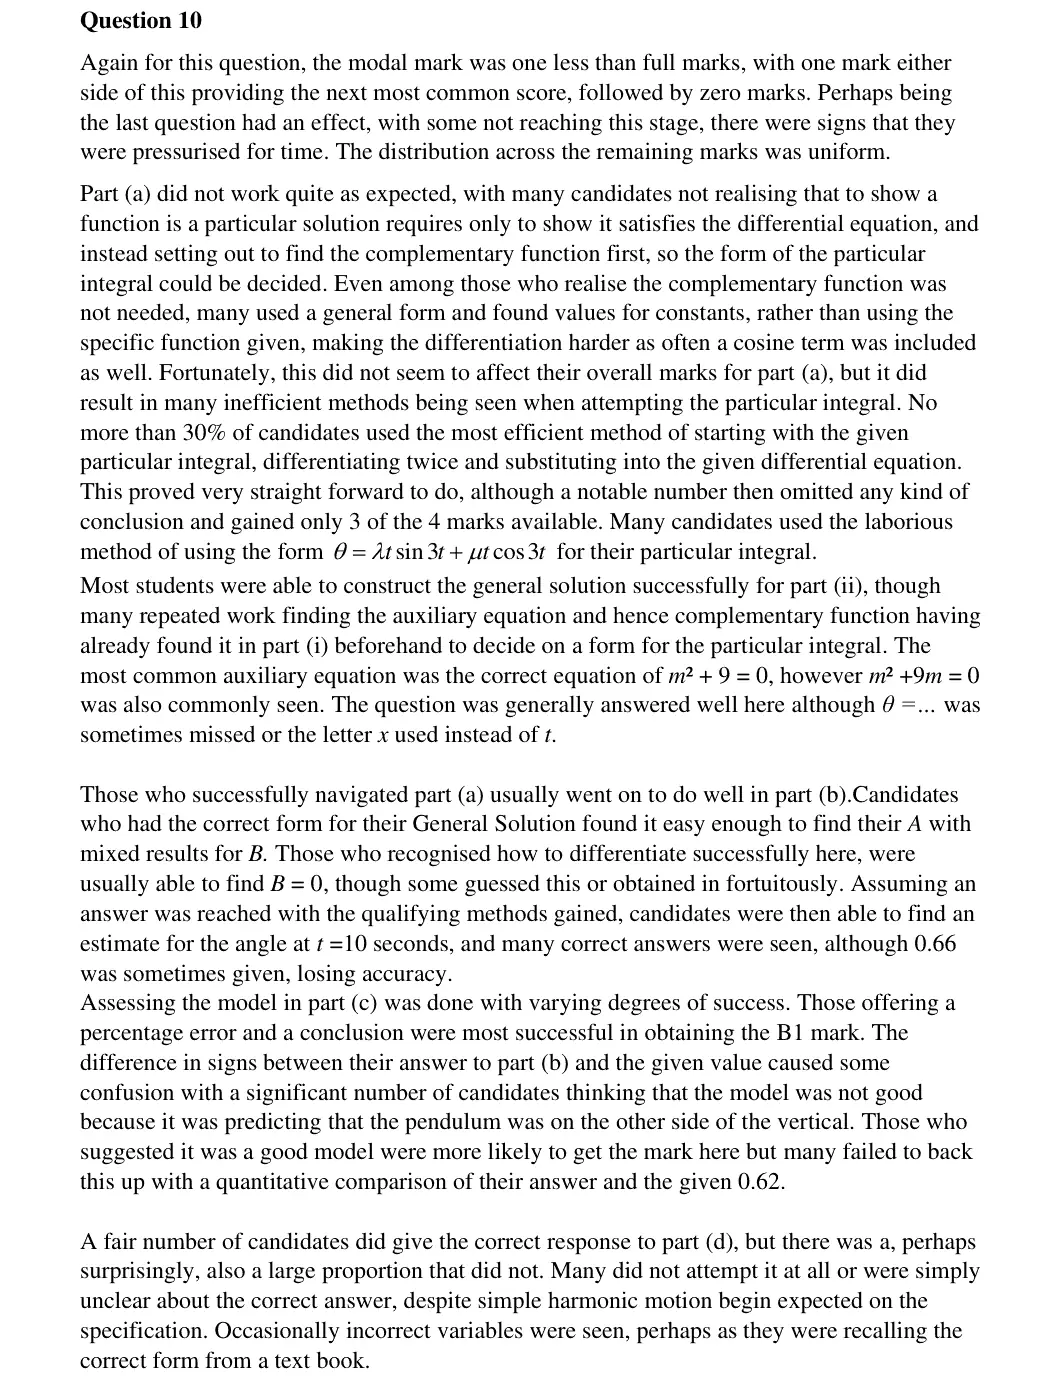 Question 10
Again for this question, the modal mark was one less than full marks, with one mark either
side of this providing the next most common score, followed by zero marks. Perhaps being
the last question had an effect, with some not reaching this stage, there were signs that they
were pressurised for time. The distribution across the remaining marks was uniform.
Part (a) did not work quite as expected, with many candidates not realising that to show a
function is a particular solution requires only to show it satisfies the differential equation, and
instead setting out to find the complementary function first, so the form of the particular
integral could be decided. Even among those who realise the complementary function was
not needed, many used a general form and found values for constants, rather than using the
specific function given, making the differentiation harder as often a cosine term was included
as well. Fortunately, this did not seem to affect their overall marks for part (a), but it did
result in many inefficient methods being seen when attempting the particular integral. No
more than 30% of candidates used the most efficient method of starting with the given
particular integral, differentiating twice and substituting into the given differential equation.
This proved very straight forward to do, although a notable number then omitted any kind of
conclusion and gained only 3 of the 4 marks available. Many candidates used the laborious
method of using the form θ = λt sin 3t + μt cos 3t for their particular integral.
Most students were able to construct the general solution successfully for part (ii), though
many repeated work finding the auxiliary equation and hence complementary function having
already found it in part (i) beforehand to decide on a form for the particular integral. The
most common auxiliary equation was the correct equation of m² + 9 = 0, however m² +9m = 0
was also commonly seen. The question was generally answered well here although θ =... was
sometimes missed or the letter x used instead of t.
Those who successfully navigated part (a) usually went on to do well in part (b).Candidates
who had the correct form for their General Solution found it easy enough to find their A with
mixed results for B. Those who recognised how to differentiate successfully here, were
usually able to find B = 0, though some guessed this or obtained in fortuitously. Assuming an
answer was reached with the qualifying methods gained, candidates were then able to find an
estimate for the angle at t =10 seconds, and many correct answers were seen, although 0.66
was sometimes given, losing accuracy.
Assessing the model in part (c) was done with varying degrees of success. Those offering a
percentage error and a conclusion were most successful in obtaining the B1 mark. The
difference in signs between their answer to part (b) and the given value caused some
confusion with a significant number of candidates thinking that the model was not good
because it was predicting that the pendulum was on the other side of the vertical. Those who
suggested it was a good model were more likely to get the mark here but many failed to back
this up with a quantitative comparison of their answer and the given 0.62.
A fair number of candidates did give the correct response to part (d), but there was a, perhaps
surprisingly, also a large proportion that did not. Many did not attempt it at all or were simply
unclear about the correct answer, despite simple harmonic motion begin expected on the
specification. Occasionally incorrect variables were seen, perhaps as they were recalling the
correct form from a text book.